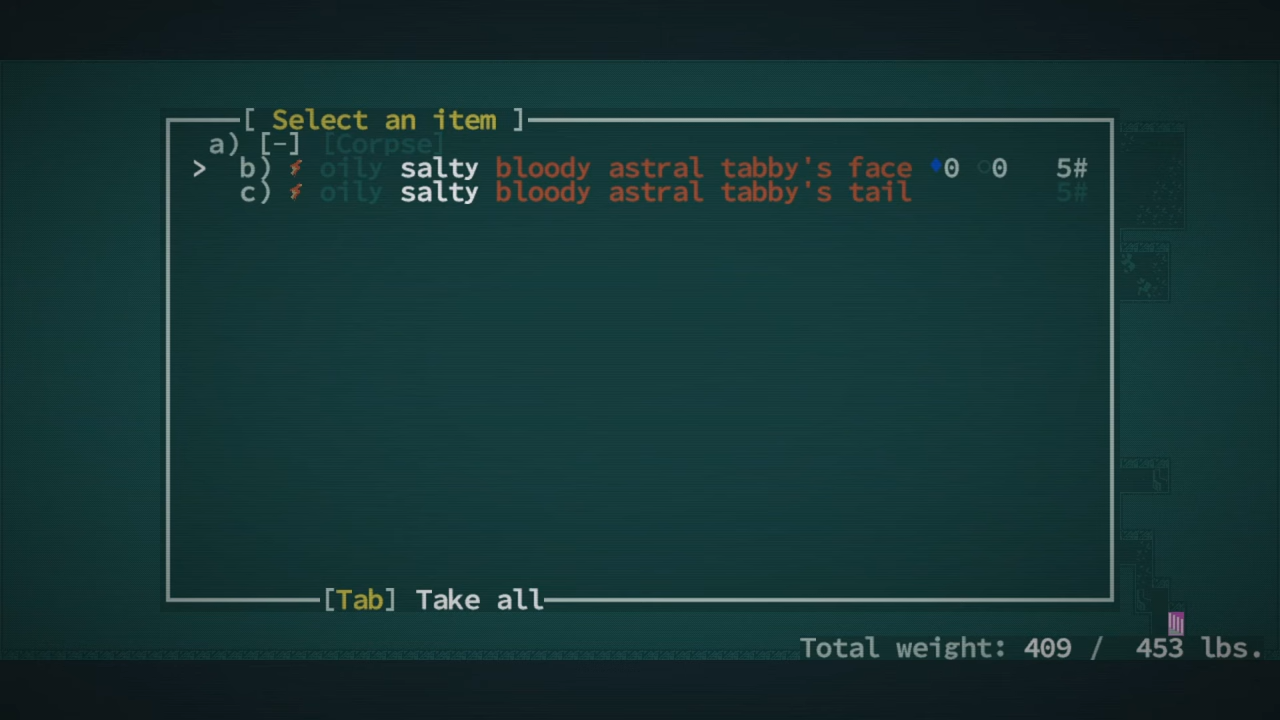 [ Select an item ]
a) [-] [Corpse]
> b) oily salty bloody astral tabby's face ♦0 ○0 5#
c) oily salty bloody astral tabby's tail 5#
[Tab] Take all
Total weight: 409 / 453 lbs.